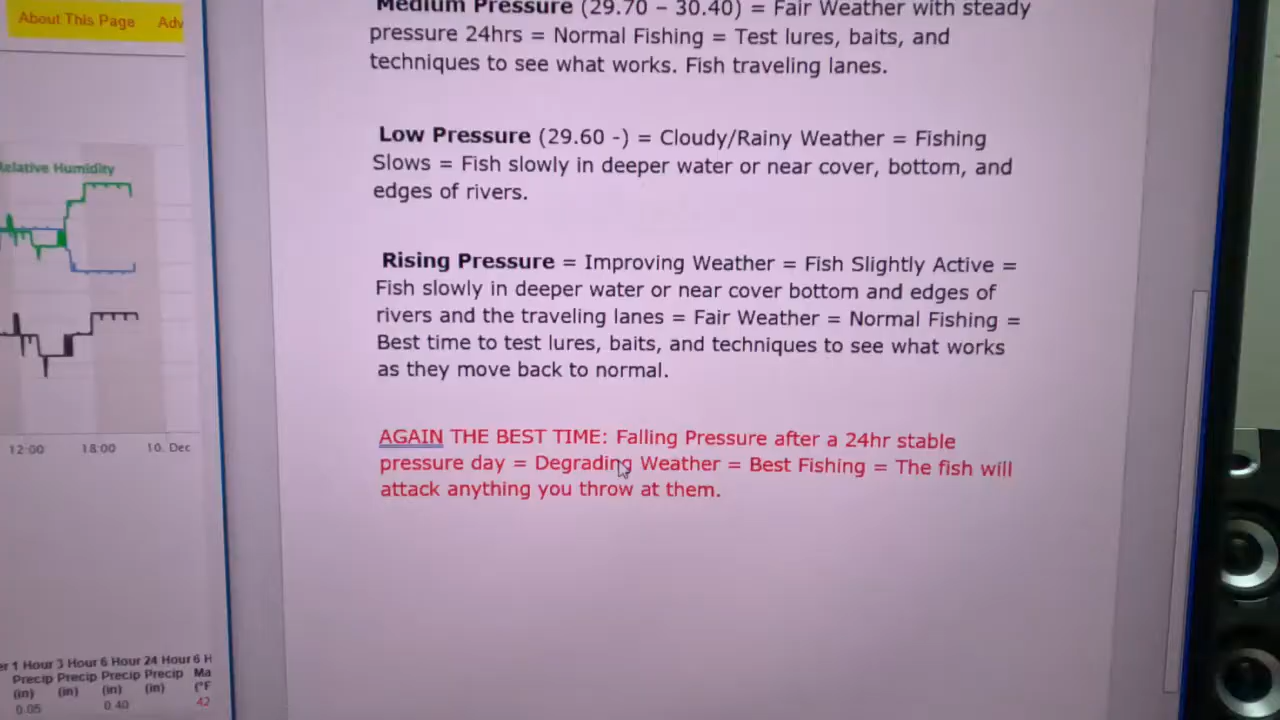 About This Page Adv
Relative Humidity
12:00 18:00 10. Dec
1 Hour 3 Hour 6 Hour 24 Hour 6 H
Precip Precip Precip Precip Ma
(in) (in) (in) (in) (°F
0.05 0.40 42
Medium Pressure (29.70 – 30.40) = Fair Weather with steady
pressure 24hrs = Normal Fishing = Test lures, baits, and
techniques to see what works. Fish traveling lanes.
Low Pressure (29.60 -) = Cloudy/Rainy Weather = Fishing
Slows = Fish slowly in deeper water or near cover, bottom, and
edges of rivers.
Rising Pressure = Improving Weather = Fish Slightly Active =
Fish slowly in deeper water or near cover bottom and edges of
rivers and the traveling lanes = Fair Weather = Normal Fishing =
Best time to test lures, baits, and techniques to see what works
as they move back to normal.
AGAIN THE BEST TIME: Falling Pressure after a 24hr stable
pressure day = Degrading Weather = Best Fishing = The fish will
attack anything you throw at them.